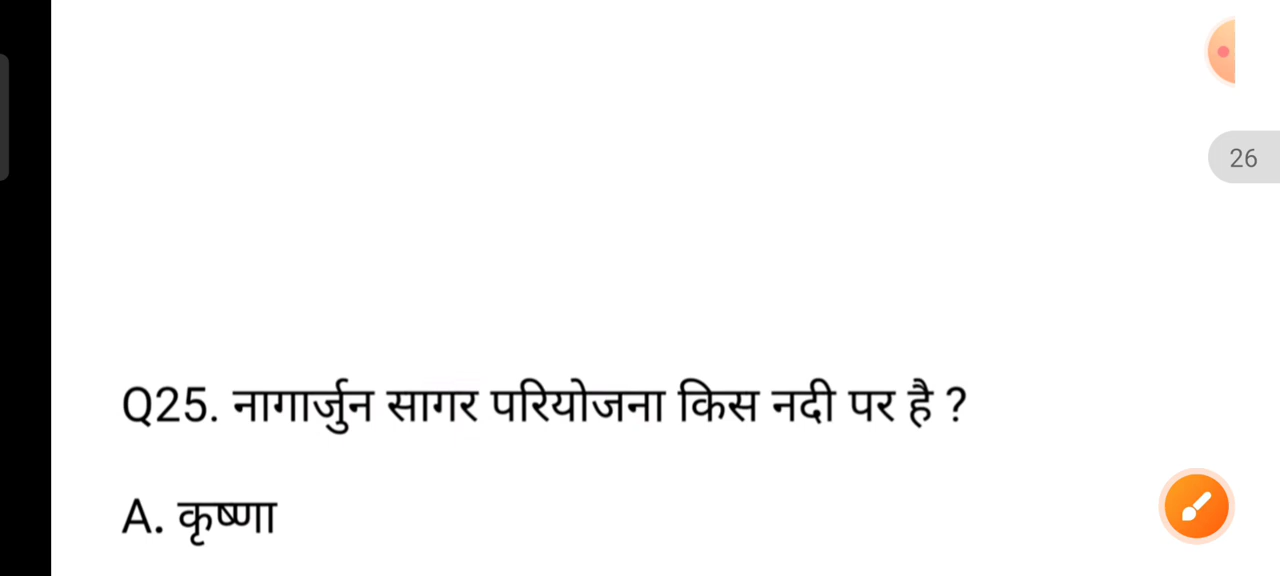 26
Q25. नागार्जुन सागर परियोजना किस नदी पर है ?
A. कृष्णा